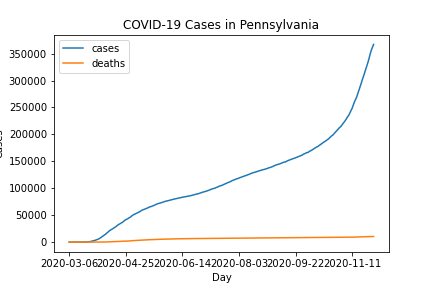 COVID-19 Cases in Pennsylvania
cases
deaths
350000
300000
250000
200000
150000
100000
50000
0
Cases
2020-03-06 2020-04-25 2020-06-14 2020-08-03 2020-09-22 2020-11-11
Day